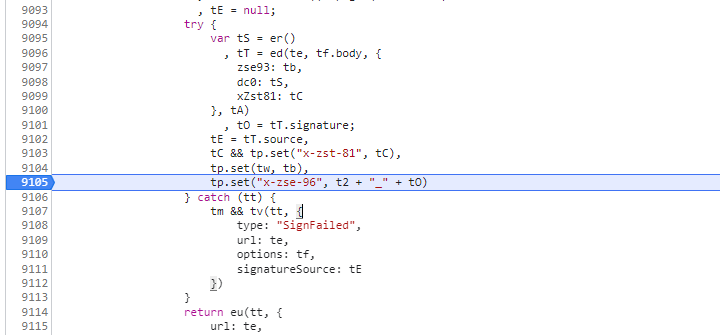 9093 , tE = null;
9094 try {
9095 var tS = er()
9096 , tT = ed(te, tf.body, {
9097 zse93: tb,
9098 dc0: tS,
9099 xZst81: tC
9100 }, tA)
9101 , tO = tT.signature;
9102 tE = tT.source,
9103 tC && tp.set("x-zst-81", tC),
9104 tp.set(tw, tb),
9105 tp.set("x-zse-96", t2 + "_" + tO)
9106 } catch (tt) {
9107 tm && tv(tt, {
9108 type: "SignFailed",
9109 url: te,
9110 options: tf,
9111 signatureSource: tE
9112 })
9113 }
9114 return eu(tt, {
9115 url: te,